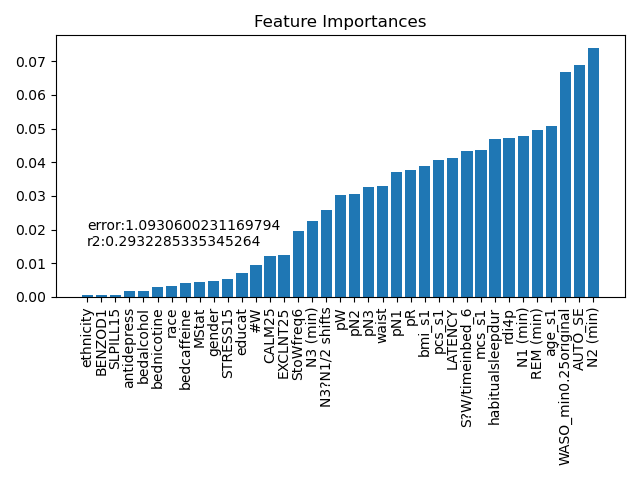 Feature Importances
0.07
0.06
0.05
0.04
0.03
0.02
0.01
0.00
error:1.0930600231169794
r2:0.2932285335345264
ethnicity
BENZOD1
SLPILL15
antidepress
bedalcohol
bednicotine
race
bedcaffeine
MStat
gender
STRESS15
educat
#W
CALM25
EXCLNT25
StoWfreq6
N3 (min)
N3?N1/2 shiffts
pW
pN2
pN3
waist
pN1
pR
bmi_s1
pcs_s1
LATENCY
S?W/timeinbed_6
mcs_s1
habitualsleepdur
rdi4p
N1 (min)
REM (min)
age_s1
WASO_min0.25original
AUTO_SE
N2 (min)